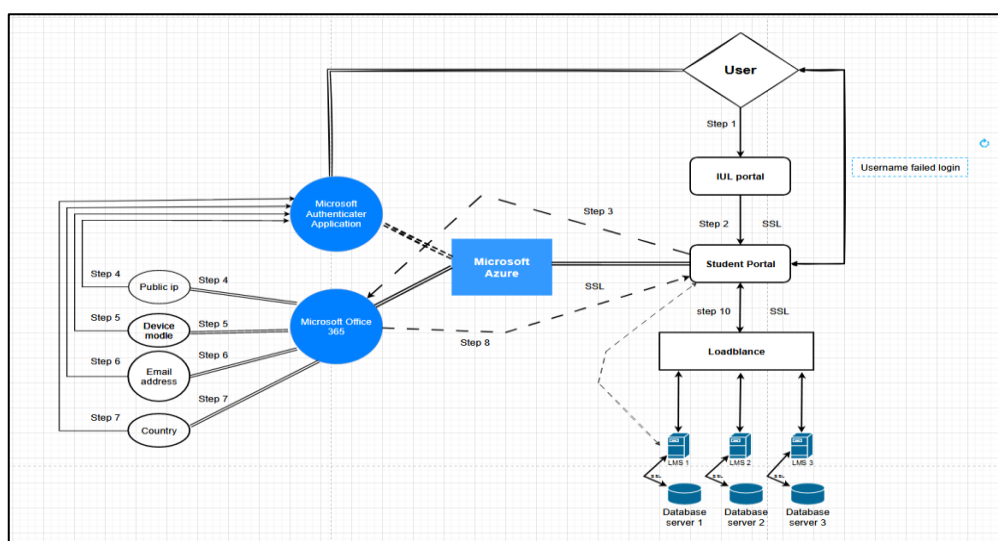 User
Step 1
Username failed login
IUL portal
Microsoft
Authenticater
Application
Step 3
Step 2
SSL
Microsoft
Azure
Student Portal
Step 4
Step 4
Public ip
SSL
Step 5
Device
modle
Step 5
Microsoft Office
365
step 10
SSL
Step 8
Step 6
Email
address
Step 6
Loadblance
Step 7
Step 7
Country
LMS 1
LMS 2
LMS 3
SSL
SSL
SSL
Database
server 1
Database
server 2
Database
server 3